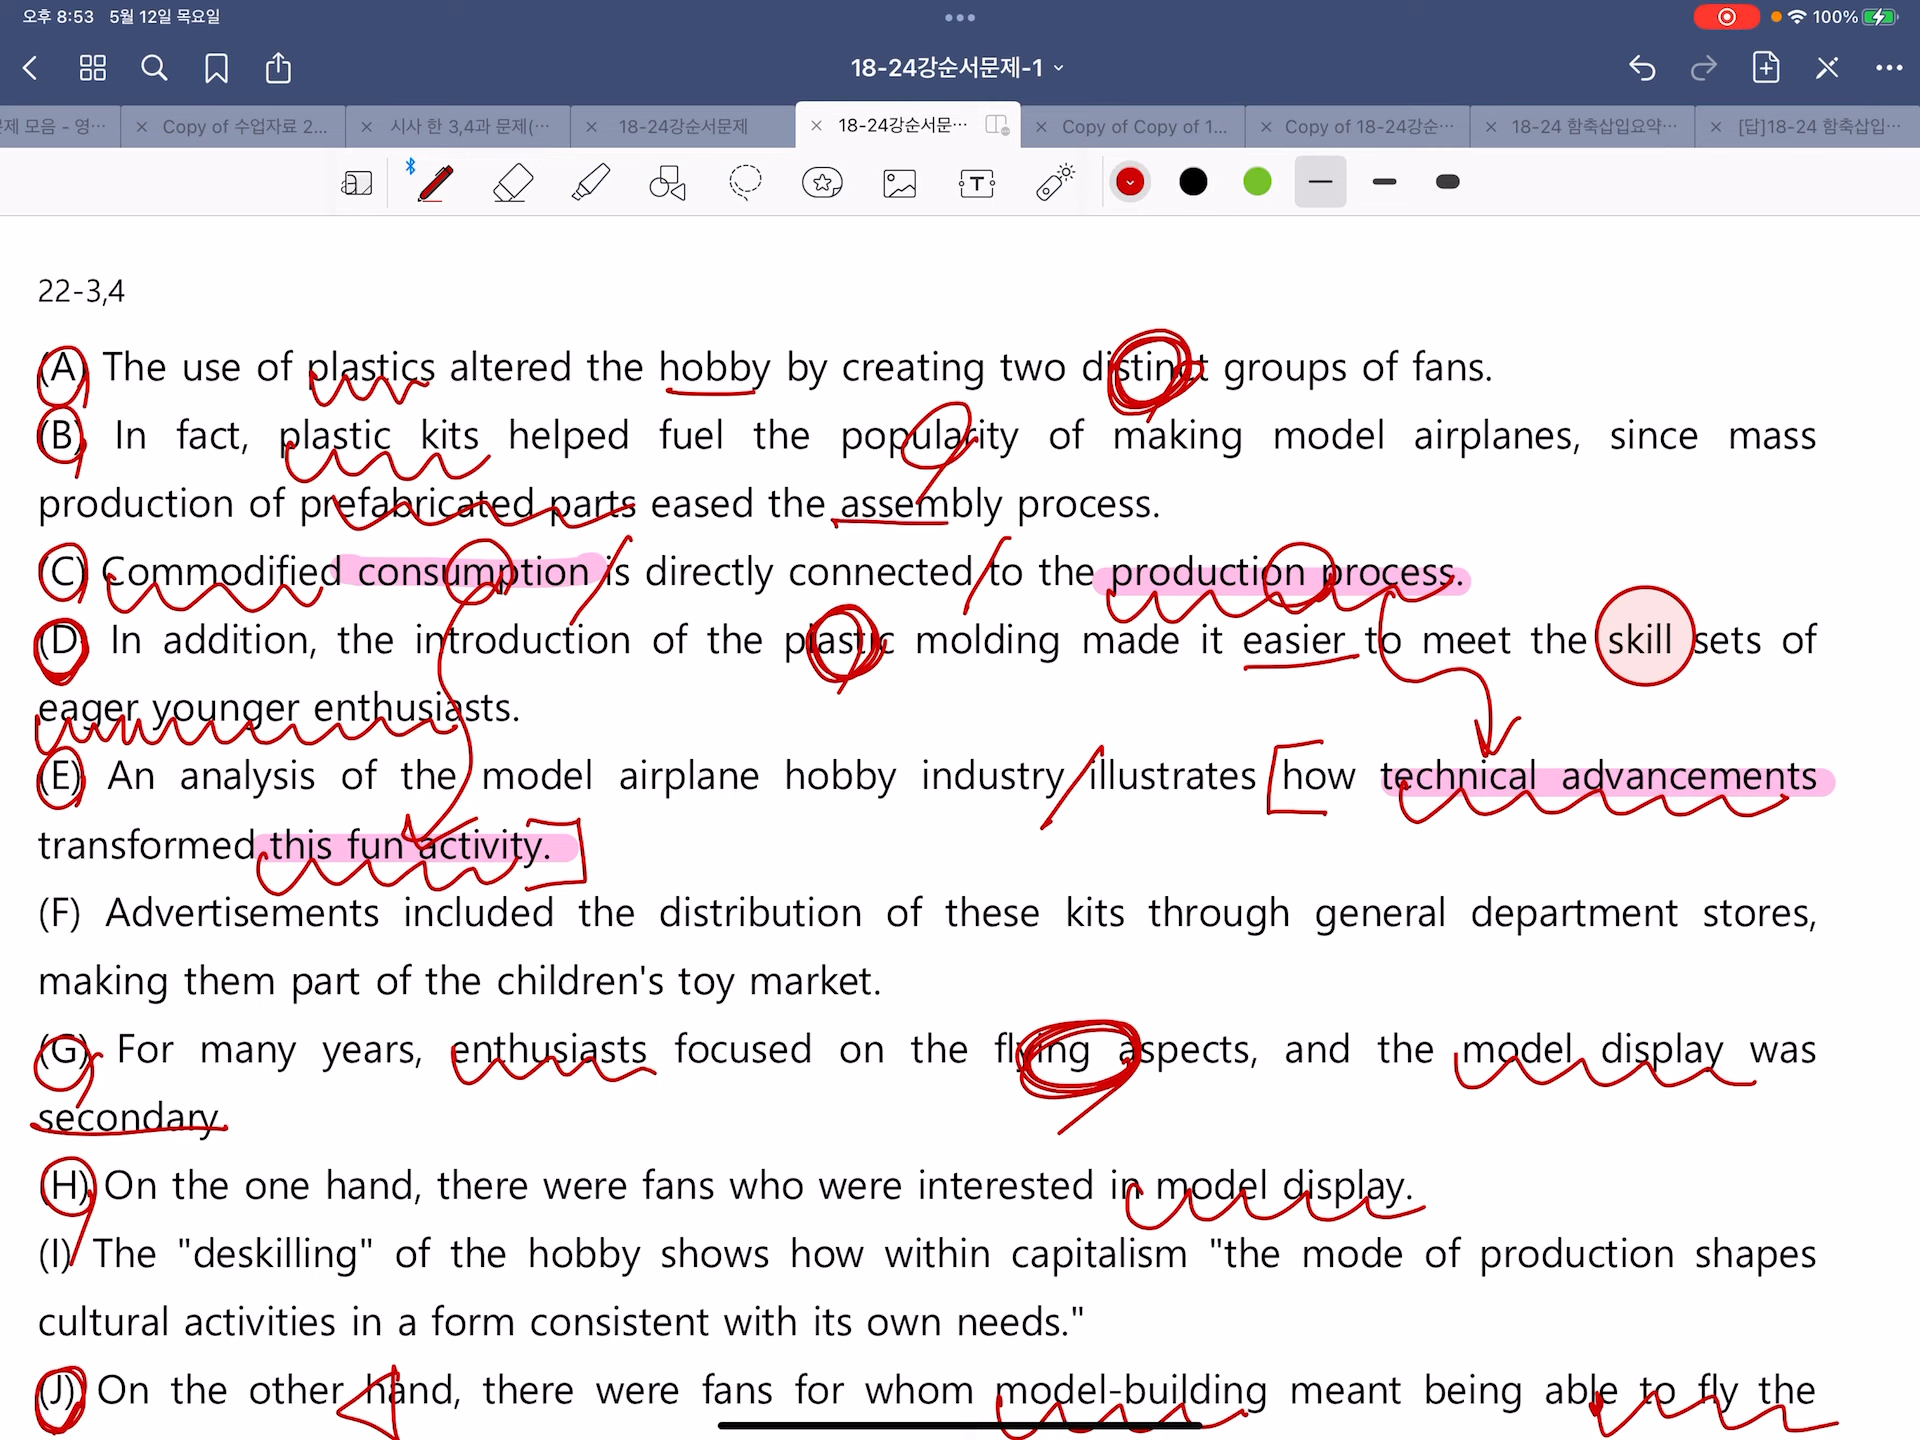 오후 8:53 5월 12일 목요일
100%
18-24강순서문제-1
제 모음 - 영…
Copy of 수업자료 2...
시사 한 3,4과 문제(…
18-24강순서문제
18-24강순서문…
Copy of Copy of 1...
Copy of 18-24강순…
18-24 함축삽입요약…
[답]18-24 함축삽입…
22-3,4
(A) The use of plastics altered the hobby by creating two distinct groups of fans.
(B) In fact, plastic kits helped fuel the popularity of making model airplanes, since mass
production of prefabricated parts eased the assembly process.
(C) Commodified consumption is directly connected to the production process.
(D) In addition, the introduction of the plastic molding made it easier to meet the skill sets of
eager younger enthusiasts.
(E) An analysis of the model airplane hobby industry illustrates how technical advancements
transformed this fun activity.
(F) Advertisements included the distribution of these kits through general department stores,
making them part of the children's toy market.
(G) For many years, enthusiasts focused on the flying aspects, and the model display was
secondary.
(H) On the one hand, there were fans who were interested in model display.
(I) The "deskilling" of the hobby shows how within capitalism "the mode of production shapes
cultural activities in a form consistent with its own needs."
(J) On the other hand, there were fans for whom model-building meant being able to fly the